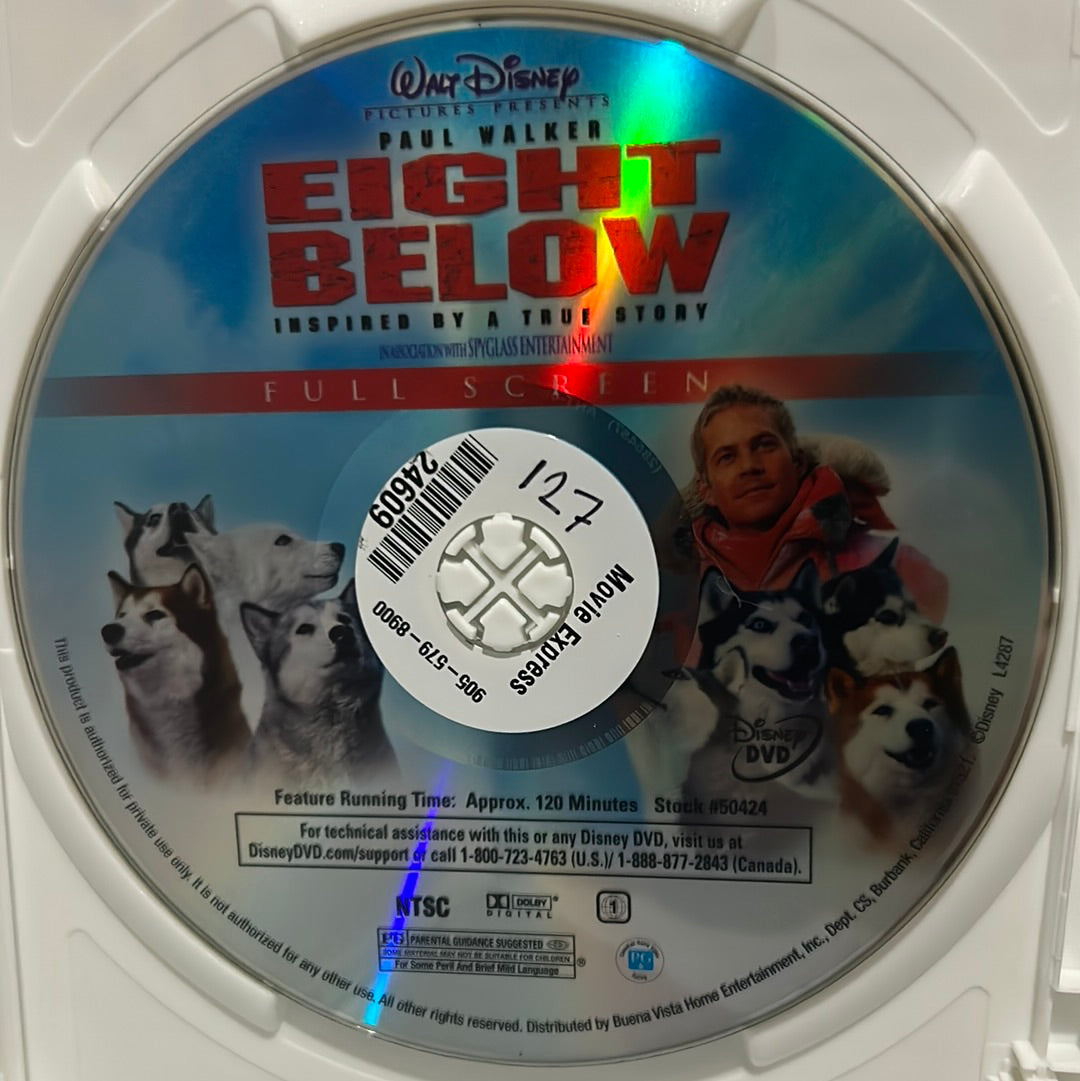 WALT DISNEY
PICTURES PRESENTS
PAUL WALKER
EIGHT
BELOW
INSPIRED BY A TRUE STORY
IN ASSOCIATION WITH SPYGLASS ENTERTAINMENT
FULL SCREEN
24609
127
Movie Express
905-579-8900
DISNEY
DVD
Feature Running Time: Approx. 120 Minutes Stock #50424
For technical assistance with this or any Disney DVD, visit us at
DisneyDVD.com/support or call 1-800-723-4763 (U.S.)/ 1-888-877-2843 (Canada).
NTSC
DOLBY
DIGITAL
1
PG PARENTAL GUIDANCE SUGGESTED
SOME MATERIAL MAY NOT BE SUITABLE FOR CHILDREN
For Some Peril And Brief Mild Language
®
PG
This product is authorized for private use only. It is not authorized for any other use. All other rights reserved. Distributed by Buena Vista Home Entertainment, Inc., Dept. CS, Burbank, California ©Disney L4287